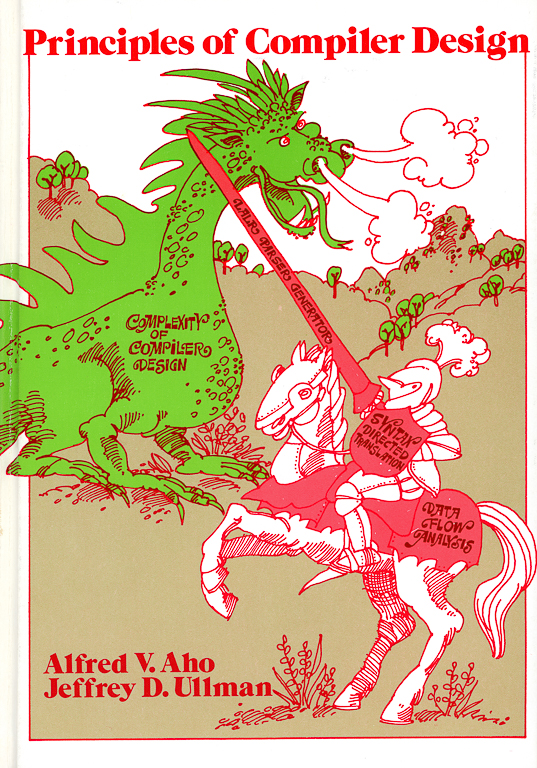 Principles of Compiler Design
LALR PARSER GENERATOR
COMPLEXITY
OF
COMPILER
DESIGN
SYNTAX
DIRECTED
TRANSLATION
DATA
FLOW
ANALYSIS
Alfred V. Aho
Jeffrey D. Ullman